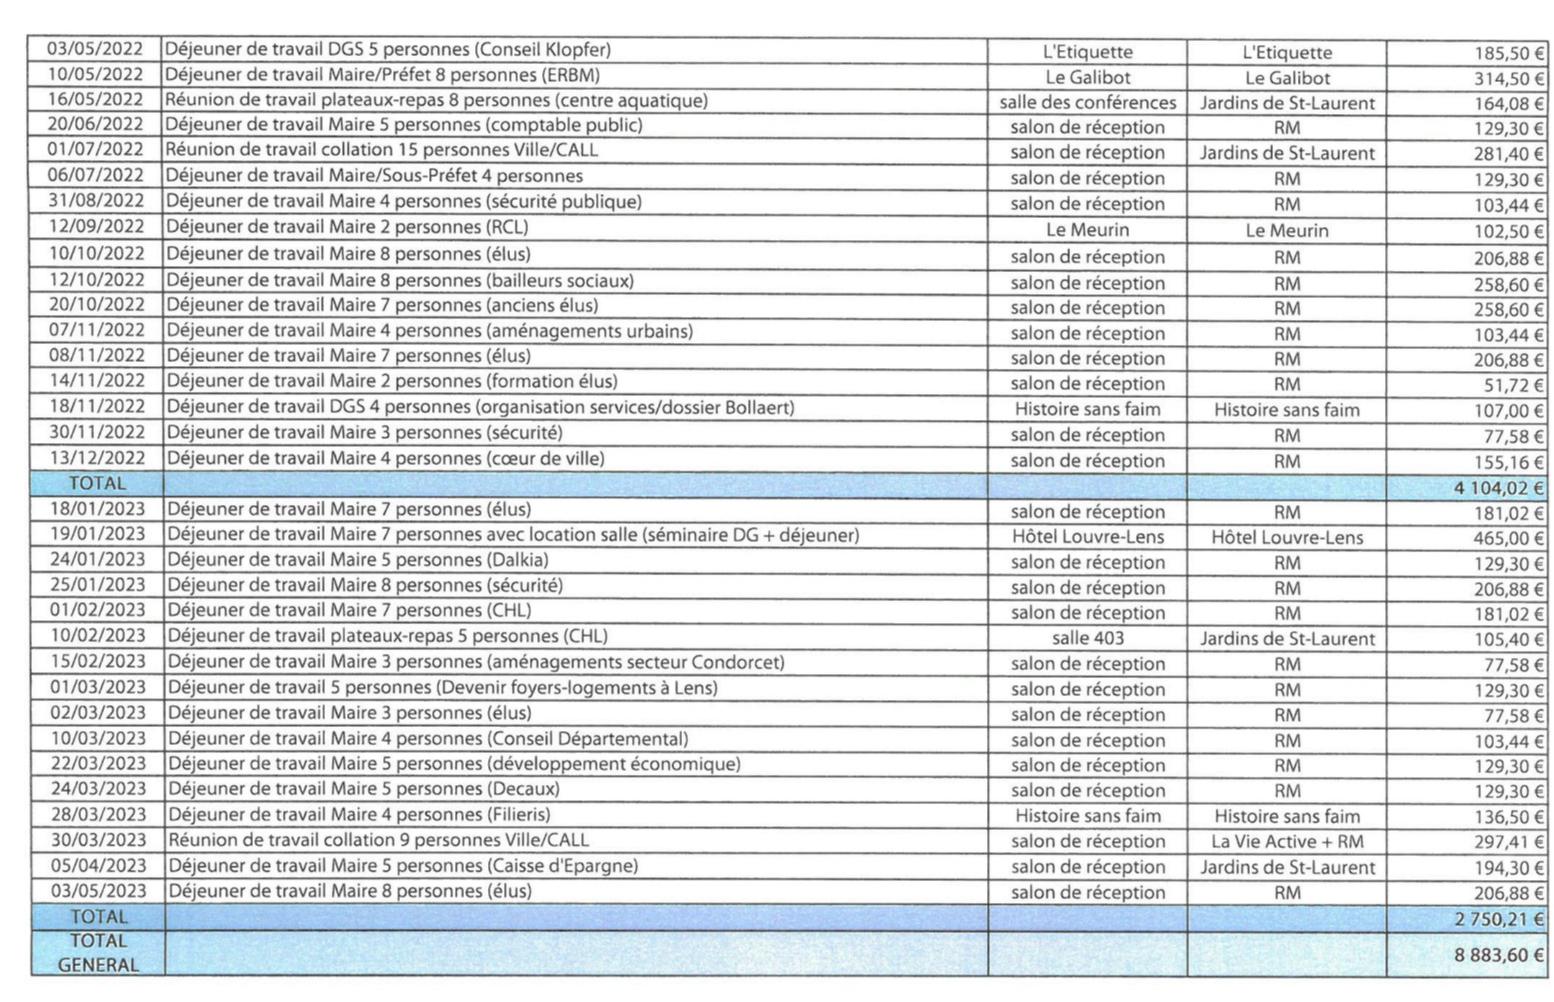 03/05/2022 Déjeuner de travail DGS 5 personnes (Conseil Klopfer) L'Etiquette L'Etiquette 185,50 €
10/05/2022 Déjeuner de travail Maire/Préfet 8 personnes (ERBM) Le Galibot Le Galibot 314,50 €
16/05/2022 Réunion de travail plateaux-repas 8 personnes (centre aquatique) salle des conférences Jardins de St-Laurent 164,08 €
20/06/2022 Déjeuner de travail Maire 5 personnes (comptable public) salon de réception RM 129,30 €
01/07/2022 Réunion de travail collation 15 personnes Ville/CALL salon de réception Jardins de St-Laurent 281,40 €
06/07/2022 Déjeuner de travail Maire/Sous-Préfet 4 personnes salon de réception RM 129,30 €
31/08/2022 Déjeuner de travail Maire 4 personnes (sécurité publique) salon de réception RM 103,44 €
12/09/2022 Déjeuner de travail Maire 2 personnes (RCL) Le Meurin Le Meurin 102,50 €
10/10/2022 Déjeuner de travail Maire 8 personnes (élus) salon de réception RM 206,88 €
12/10/2022 Déjeuner de travail Maire 8 personnes (bailleurs sociaux) salon de réception RM 258,60 €
20/10/2022 Déjeuner de travail Maire 7 personnes (anciens élus) salon de réception RM 258,60 €
07/11/2022 Déjeuner de travail Maire 4 personnes (aménagements urbains) salon de réception RM 103,44 €
08/11/2022 Déjeuner de travail Maire 7 personnes (élus) salon de réception RM 206,88 €
14/11/2022 Déjeuner de travail Maire 2 personnes (formation élus) salon de réception RM 51,72 €
18/11/2022 Déjeuner de travail DGS 4 personnes (organisation services/dossier Bollaert) Histoire sans faim Histoire sans faim 107,00 €
30/11/2022 Déjeuner de travail Maire 3 personnes (sécurité) salon de réception RM 77,58 €
13/12/2022 Déjeuner de travail Maire 4 personnes (cœur de ville) salon de réception RM 155,16 €
TOTAL 4 104,02 €
18/01/2023 Déjeuner de travail Maire 7 personnes (élus) salon de réception RM 181,02 €
19/01/2023 Déjeuner de travail Maire 7 personnes avec location salle (séminaire DG + déjeuner) Hôtel Louvre-Lens Hôtel Louvre-Lens 465,00 €
24/01/2023 Déjeuner de travail Maire 5 personnes (Dalkia) salon de réception RM 129,30 €
25/01/2023 Déjeuner de travail Maire 8 personnes (sécurité) salon de réception RM 206,88 €
01/02/2023 Déjeuner de travail Maire 7 personnes (CHL) salon de réception RM 181,02 €
10/02/2023 Déjeuner de travail plateaux-repas 5 personnes (CHL) salle 403 Jardins de St-Laurent 105,40 €
15/02/2023 Déjeuner de travail Maire 3 personnes (aménagements secteur Condorcet) salon de réception RM 77,58 €
01/03/2023 Déjeuner de travail 5 personnes (Devenir foyers-logements à Lens) salon de réception RM 129,30 €
02/03/2023 Déjeuner de travail Maire 3 personnes (élus) salon de réception RM 77,58 €
10/03/2023 Déjeuner de travail Maire 4 personnes (Conseil Départemental) salon de réception RM 103,44 €
22/03/2023 Déjeuner de travail Maire 5 personnes (développement économique) salon de réception RM 129,30 €
24/03/2023 Déjeuner de travail Maire 5 personnes (Decaux) salon de réception RM 129,30 €
28/03/2023 Déjeuner de travail Maire 4 personnes (Filieris) Histoire sans faim Histoire sans faim 136,50 €
30/03/2023 Réunion de travail collation 9 personnes Ville/CALL salon de réception La Vie Active + RM 297,41 €
05/04/2023 Déjeuner de travail Maire 5 personnes (Caisse d'Epargne) salon de réception Jardins de St-Laurent 194,30 €
03/05/2023 Déjeuner de travail Maire 8 personnes (élus) salon de réception RM 206,88 €
TOTAL 2 750,21 €
TOTAL
GENERAL 8 883,60 €